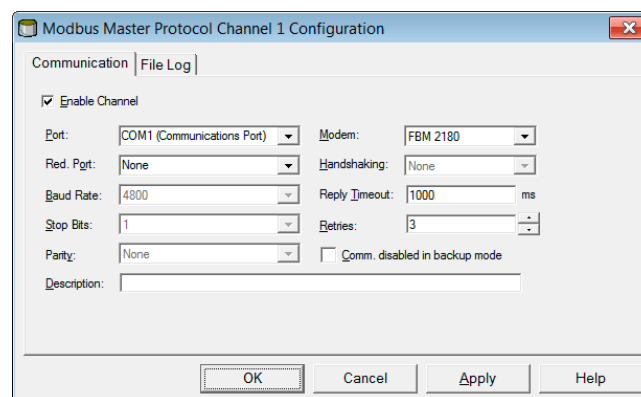 Modbus Master Protocol Channel 1 Configuration
Communication File Log
Enable Channel
Port: COM1 (Communications Port) Modem: FBM 2180
Red. Port: None Handshaking: None
Baud Rate: 4800 Reply Timeout: 1000 ms
Stop Bits: 1 Retries: 3
Parity: None Comm. disabled in backup mode
Description:
OK Cancel Apply Help